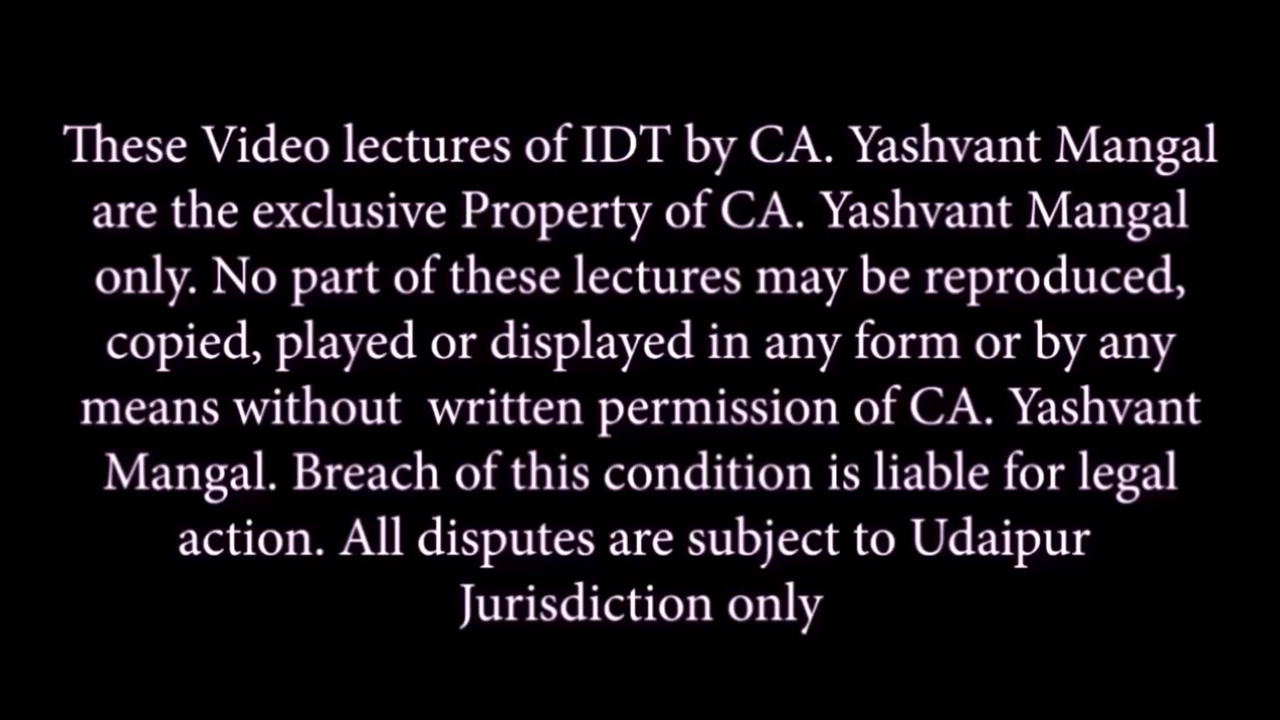 These Video lectures of IDT by CA. Yashvant Mangal
are the exclusive Property of CA. Yashvant Mangal
only. No part of these lectures may be reproduced,
copied, played or displayed in any form or by any
means without  written permission of CA. Yashvant
Mangal. Breach of this condition is liable for legal
action. All disputes are subject to Udaipur
Jurisdiction only